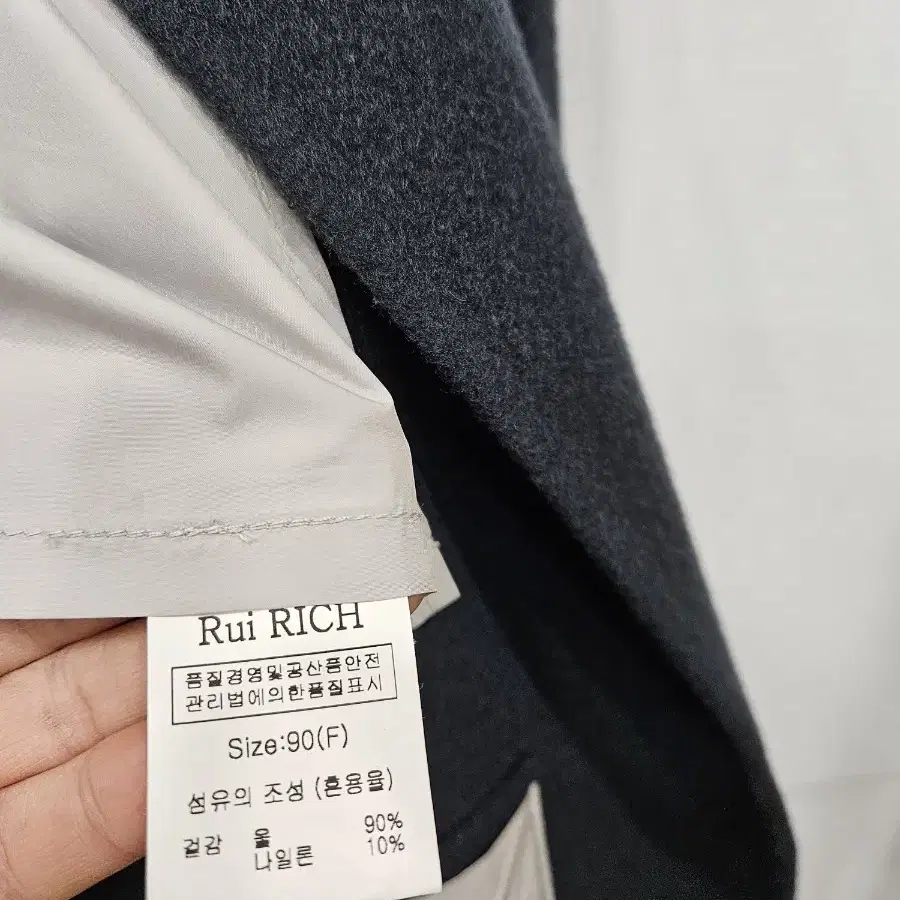 Rui RICH
품질경영및공산품안전
관리법에의한품질표시
Size:90(F)
섬유의 조성 (혼용율)
겉감 울 90%
나일론 10%